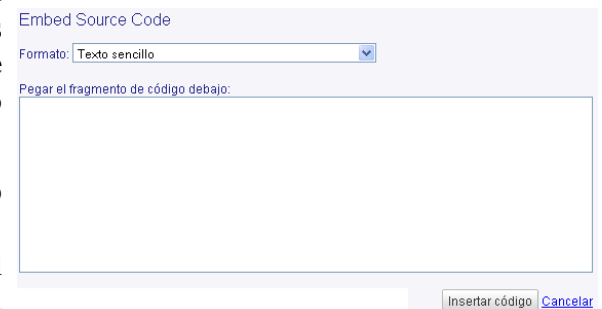 Embed Source Code
Formato: Texto sencillo
Pegar el fragmento de código debajo:
Insertar código Cancelar